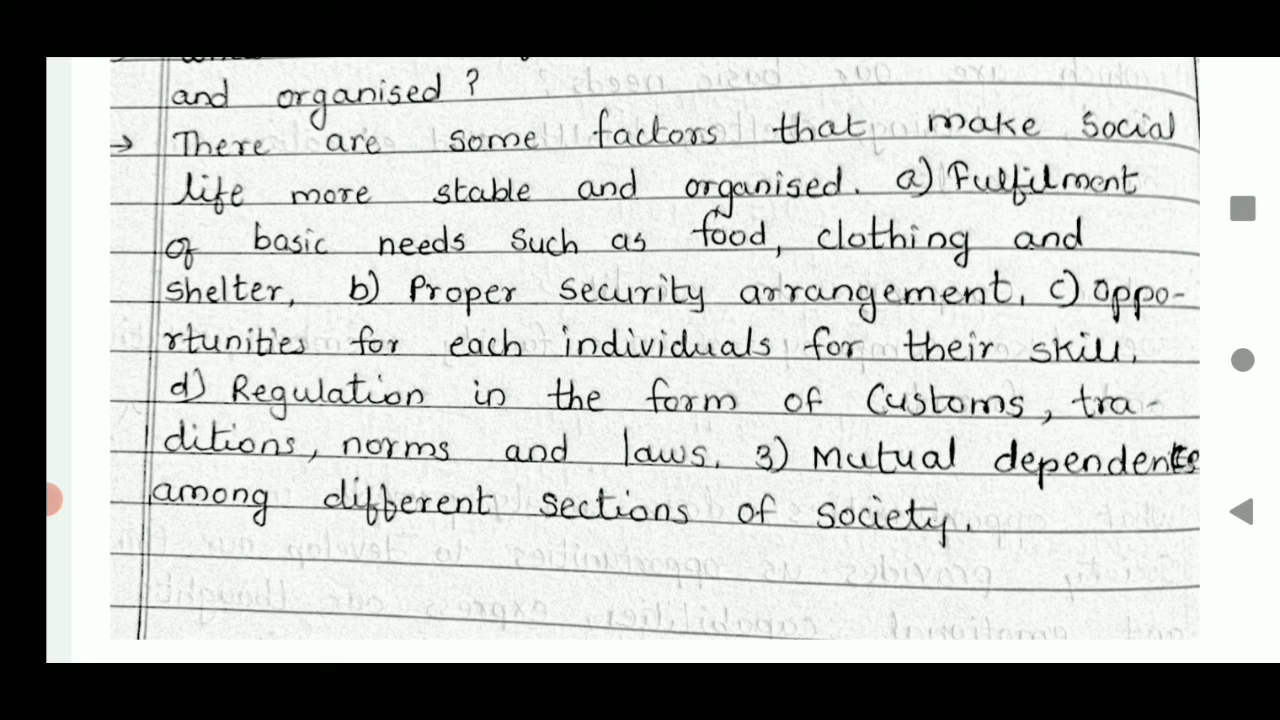 and organised ?
→ There are some factors that make social
life more stable and organised. a) Fulfilment
of basic needs such as food, clothing and
shelter, b) Proper security arrangement, c) oppo-
rtunities for each individuals for their skill.
d) Regulation in the form of Customs, tra-
ditions, norms and laws. 3) Mutual dependents
among different sections of society.